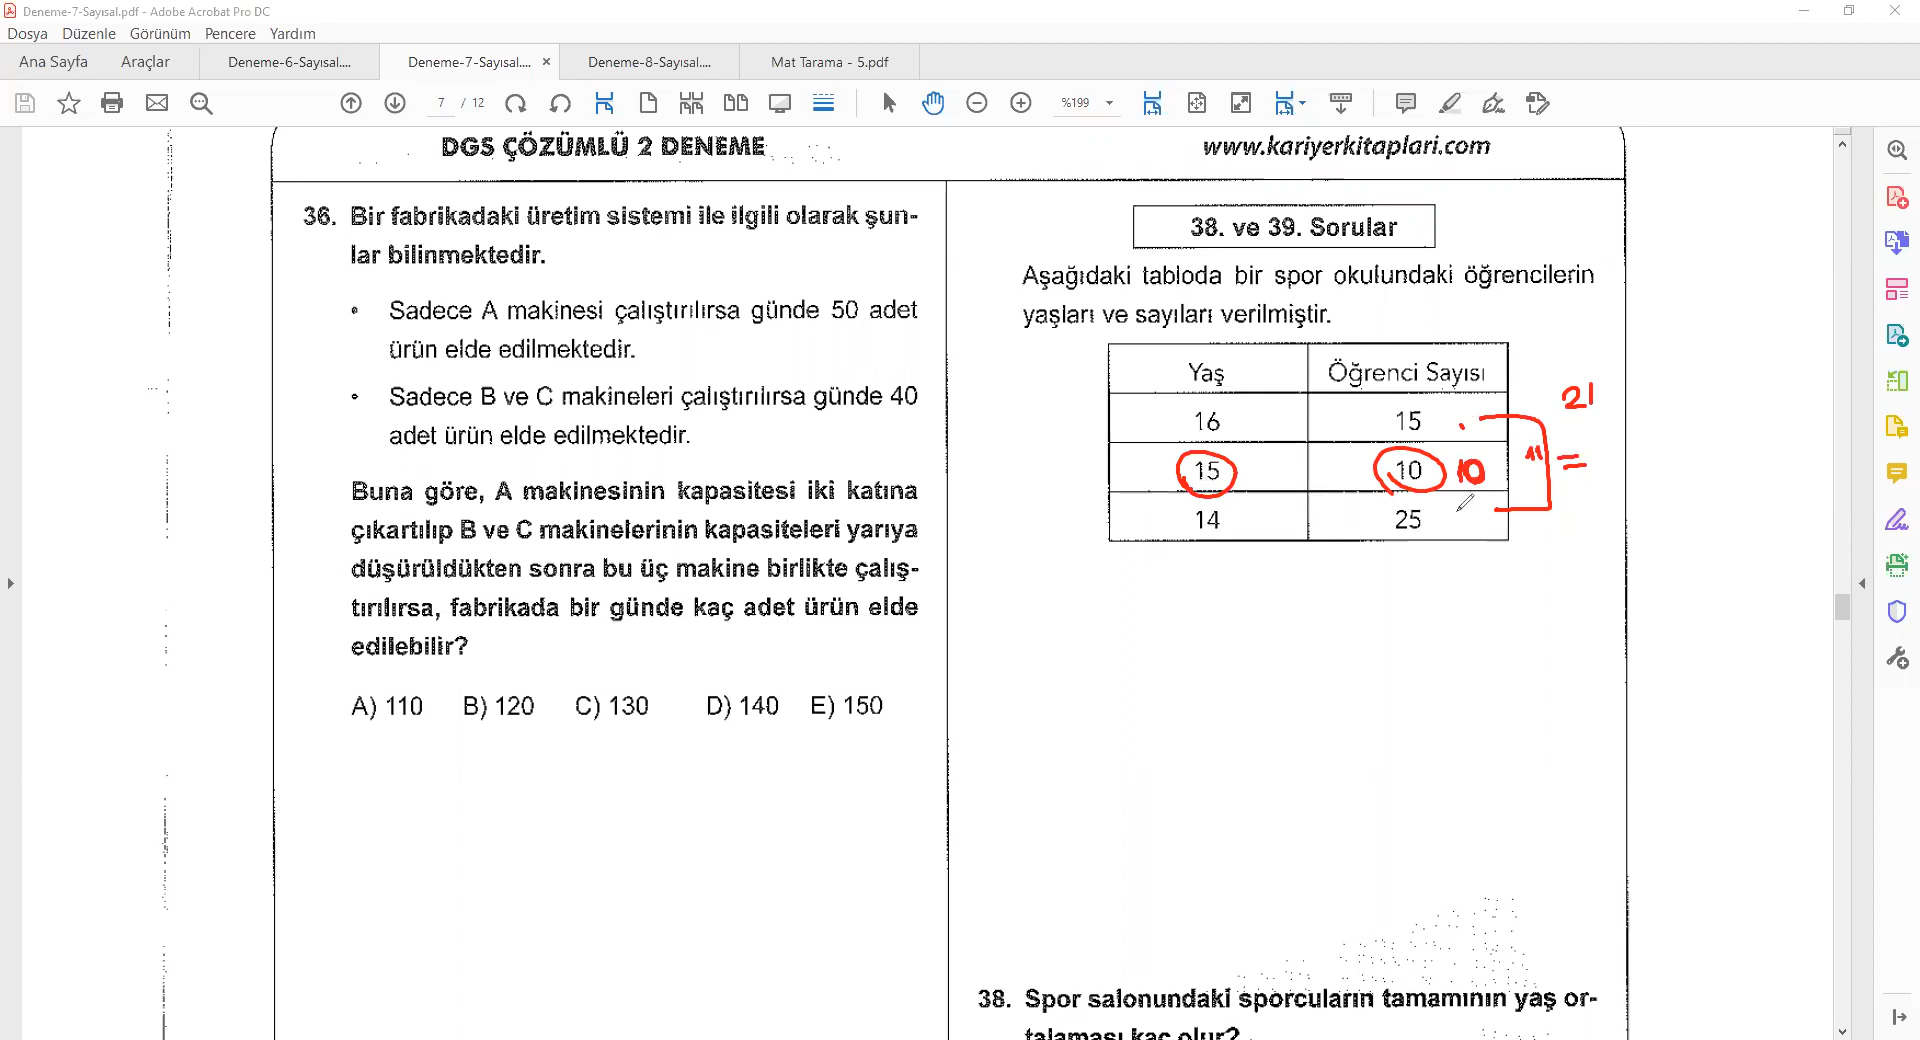 Deneme-7-Sayısal.pdf - Adobe Acrobat Pro DC
Dosya Düzenle Görünüm Pencere Yardım
Ana Sayfa Araçlar Deneme-6-Sayısal.... Deneme-7-Sayısal.... × Deneme-8-Sayısal.... Mat Tarama - 5.pdf
7 / 12 %199
DGS ÇÖZÜMLÜ 2 DENEME
www.kariyerkitaplari.com
36. Bir fabrikadaki üretim sistemi ile ilgili olarak şun-
lar bilinmektedir.
• Sadece A makinesi çalıştırılırsa günde 50 adet
ürün elde edilmektedir.
• Sadece B ve C makineleri çalıştırılırsa günde 40
adet ürün elde edilmektedir.
Buna göre, A makinesinin kapasitesi iki katına
çıkartılıp B ve C makinelerinin kapasiteleri yarıya
düşürüldükten sonra bu üç makine birlikte çalış-
tırılırsa, fabrikada bir günde kaç adet ürün elde
edilebilir?
A) 110 B) 120 C) 130 D) 140 E) 150
38. ve 39. Sorular
Aşağıdaki tabloda bir spor okulundaki öğrencilerin
yaşları ve sayıları verilmiştir.
Yaş Öğrenci Sayısı
16 15
15 10 10 11 =
14 25
21
38. Spor salonundaki sporcuların tamamının yaş or-
talaması kaç olur?